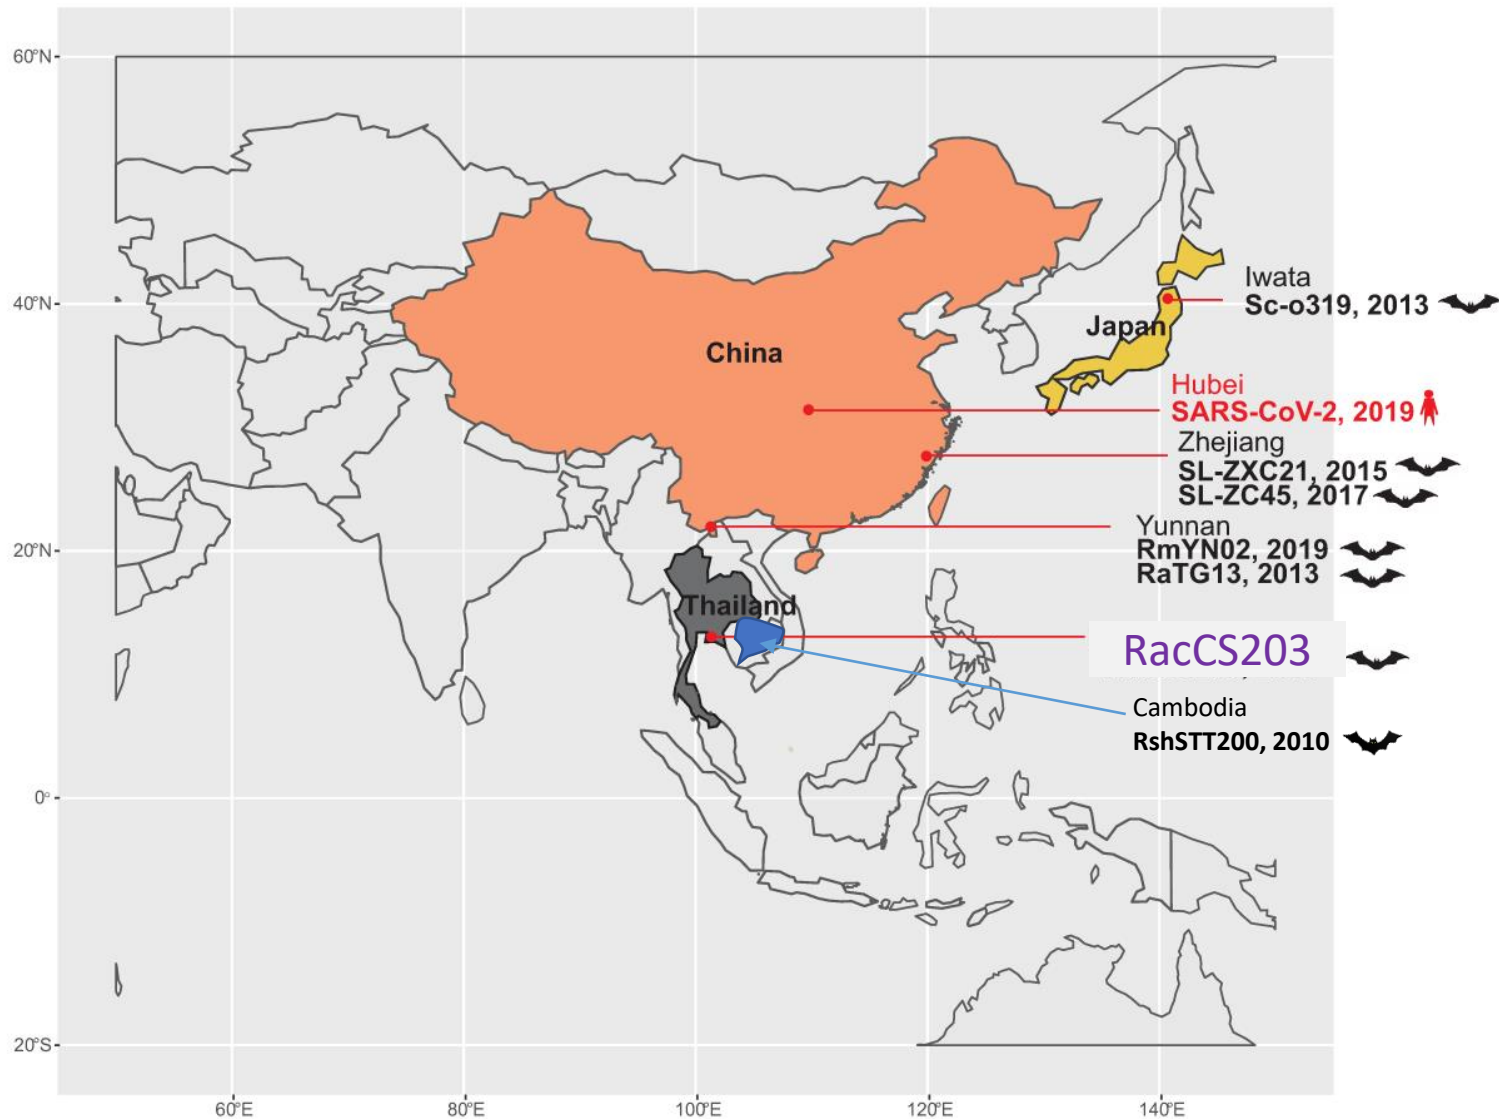 60°N
40°N
20°N
0°
20°S
60°E
80°E
100°E
120°E
140°E
China
Japan
Thailand
Iwata
Sc-o319, 2013
Hubei
SARS-CoV-2, 2019
Zhejiang
SL-ZXC21, 2015
SL-ZC45, 2017
Yunnan
RmYN02, 2019
RaTG13, 2013
RacCS203
Cambodia
RshSTT200, 2010